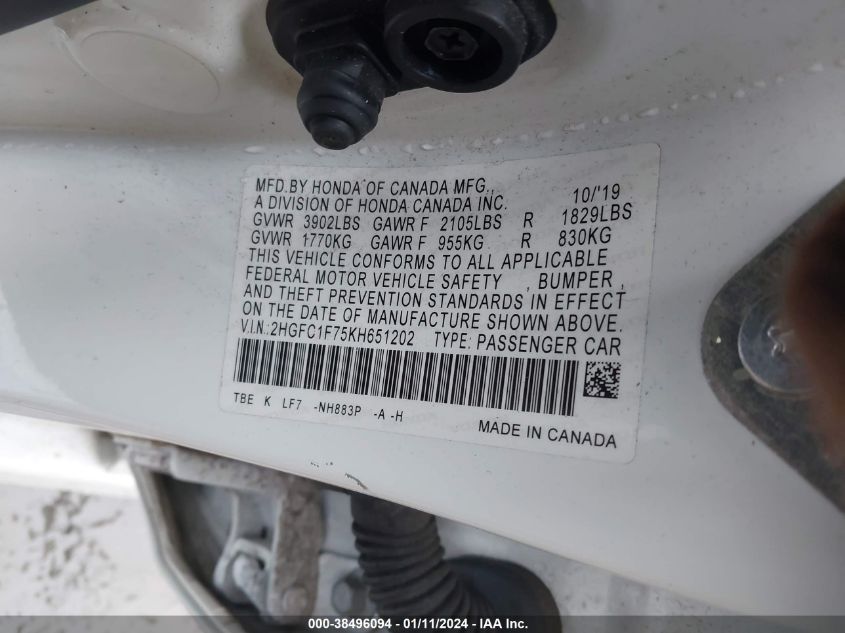 MFD.BY HONDA OF CANADA MFG., 10/'19
A DIVISION OF HONDA CANADA INC.
GVWR 3902LBS GAWR F 2105LBS R 1829LBS
GVWR 1770KG GAWR F 955KG R 830KG
THIS VEHICLE CONFORMS TO ALL APPLICABLE
FEDERAL MOTOR VEHICLE SAFETY , BUMPER ,
AND THEFT PREVENTION STANDARDS IN EFFECT
ON THE DATE OF MANUFACTURE SHOWN ABOVE.
V.I.N.:2HGFC1F75KH651202 TYPE: PASSENGER CAR
TBE K LF7 -NH883P -A -H
MADE IN CANADA
000-38496094 - 01/11/2024 - IAA Inc.